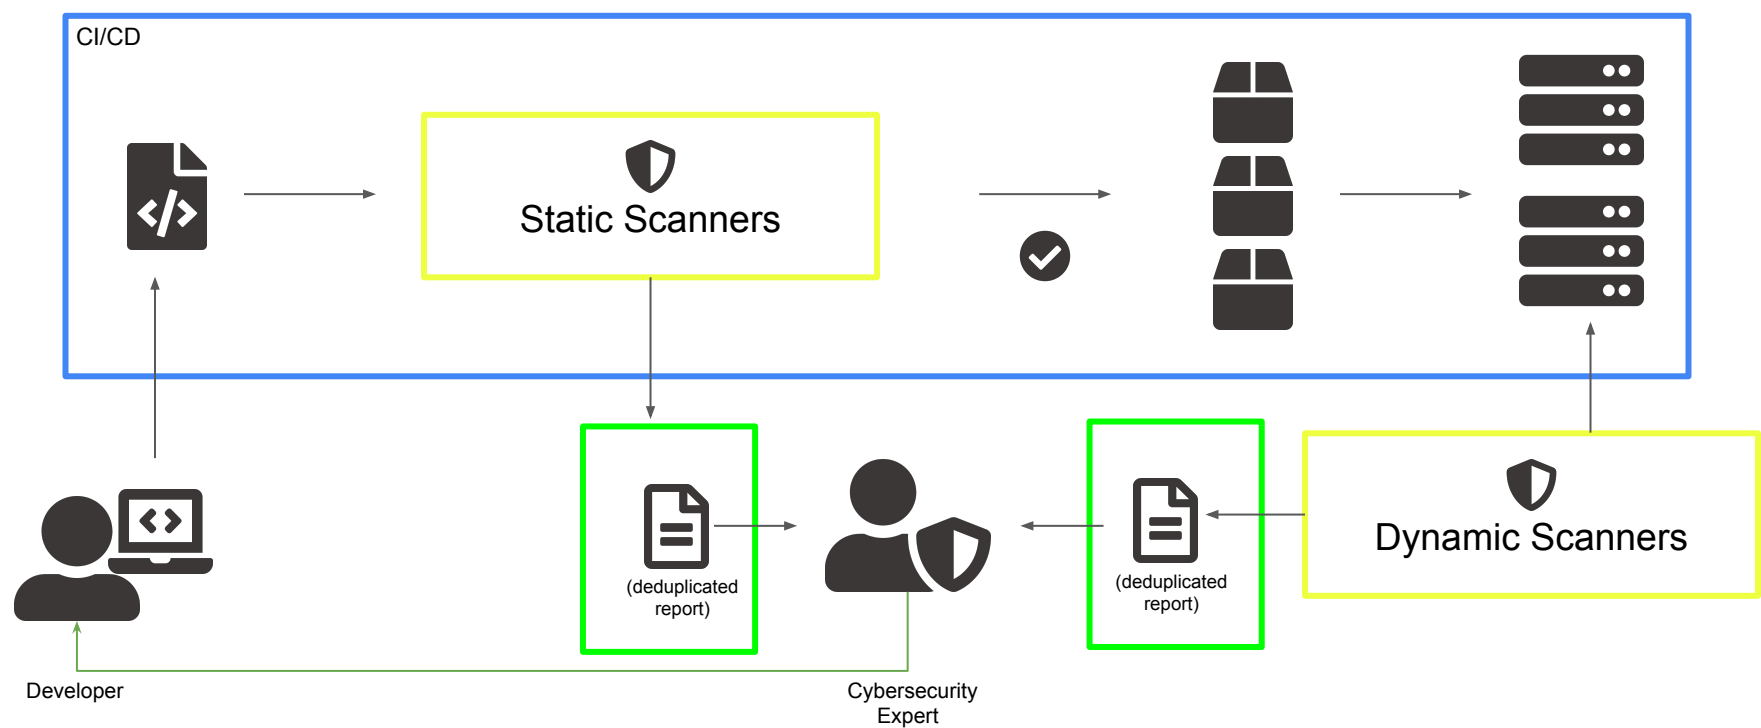 CI/CD
Static Scanners
Dynamic Scanners
(deduplicated
report)
(deduplicated
report)
Developer
Cybersecurity
Expert